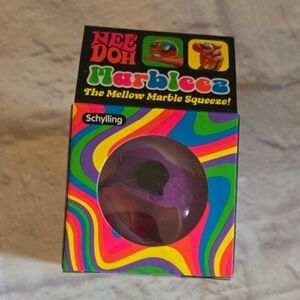 NEE
DOH
Marbleez
The Mellow Marble Squeeze!
Schylling